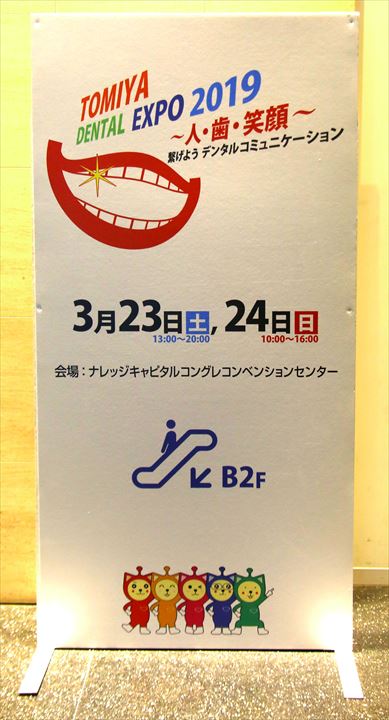 TOMIYA
DENTAL EXPO 2019
～人・歯・笑顔～
繋げよう デンタルコミュニケーション
3月23日土, 24日日
13:00～20:00 10:00～16:00
会場：ナレッジキャピタルコングレコンベンションセンター
B2F